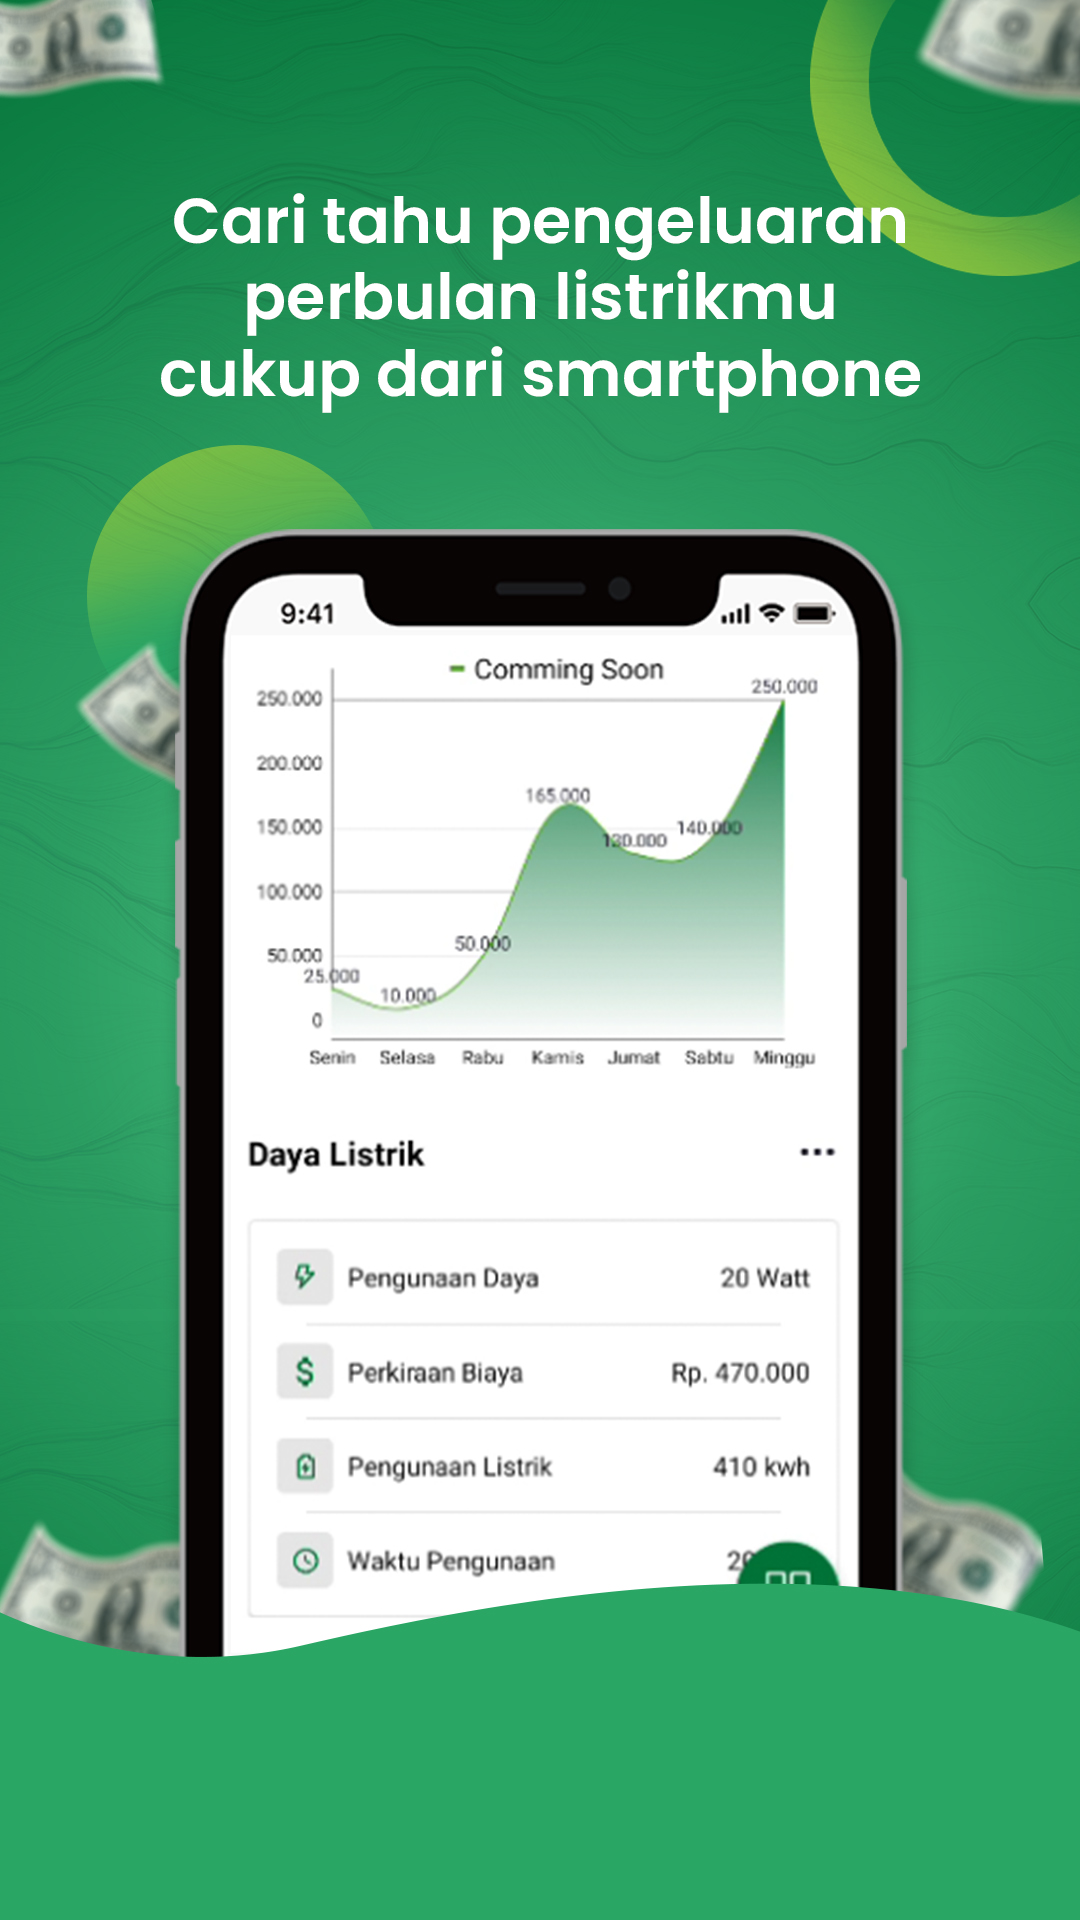 Cari tahu pengeluaran
perbulan listrikmu
cukup dari smartphone
9:41
Comming Soon
250.000
250.000
200.000
165.000
150.000
140.000
130.000
100.000
50.000
50.000
25.000
10.000
0
Senin Selasa Rabu Kamis Jumat Sabtu Minggu
Daya Listrik
Pengunaan Daya 20 Watt
Perkiraan Biaya Rp. 470.000
Pengunaan Listrik 410 kwh
Waktu Pengunaan